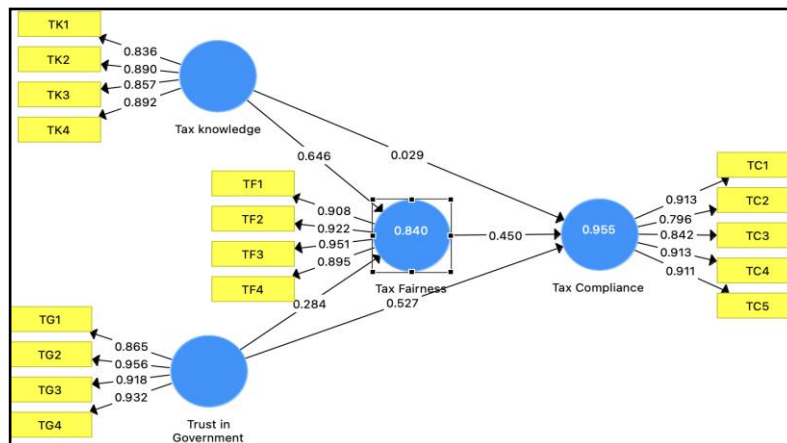 TK1
0.836
TK2
0.890
TK3
0.857
TK4
0.892
Tax knowledge
0.646
0.029
TF1
0.908
TF2
0.922
TF3
0.951
TF4
0.895
0.840
Tax Fairness
0.450
0.955
Tax Compliance
TC1
0.913
TC2
0.796
TC3
0.842
TC4
0.913
TC5
0.911
0.284
0.527
TG1
0.865
TG2
0.956
TG3
0.918
TG4
0.932
Trust in
Government